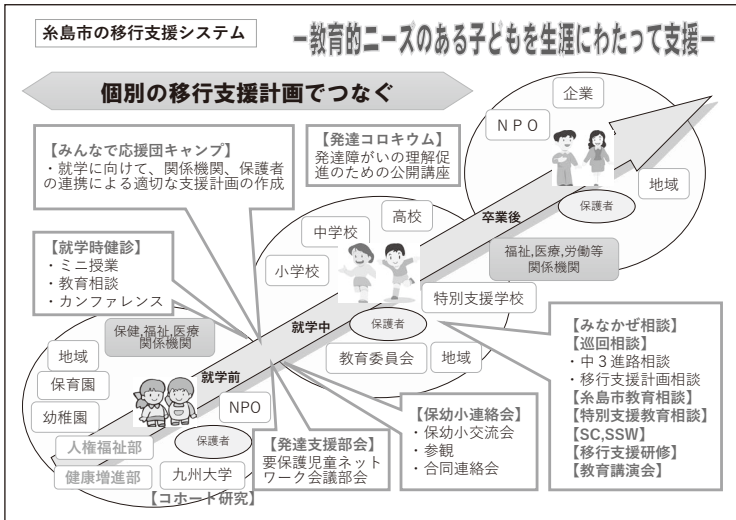 糸島市の移行支援システム
－教育的ニーズのある子どもを生涯にわたって支援－
個別の移行支援計画でつなぐ
【みんなで応援団キャンプ】
・就学に向けて、関係機関、保護者
の連携による適切な支援計画の作成
【発達コロキウム】
発達障がいの理解促
進のための公開講座
企業
ＮＰＯ
地域
保護者
卒業後
福祉,医療,労働等
関係機関
【就学時健診】
・ミニ授業
・教育相談
・カンファレンス
高校
中学校
小学校
特別支援学校
就学中
保護者
教育委員会
地域
保健,福祉,医療
関係機関
地域
保育園
幼稚園
人権福祉部
健康増進部
就学前
NPO
保護者
九州大学
【コホート研究】
【発達支援部会】
要保護児童ネット
ワーク会議部会
【保幼小連絡会】
・保幼小交流会
・参観
・合同連絡会
【みなかぜ相談】
【巡回相談】
・中３進路相談
・移行支援計画相談
【糸島市教育相談】
【特別支援教育相談】
【SC,SSW】
【移行支援研修】
【教育講演会】